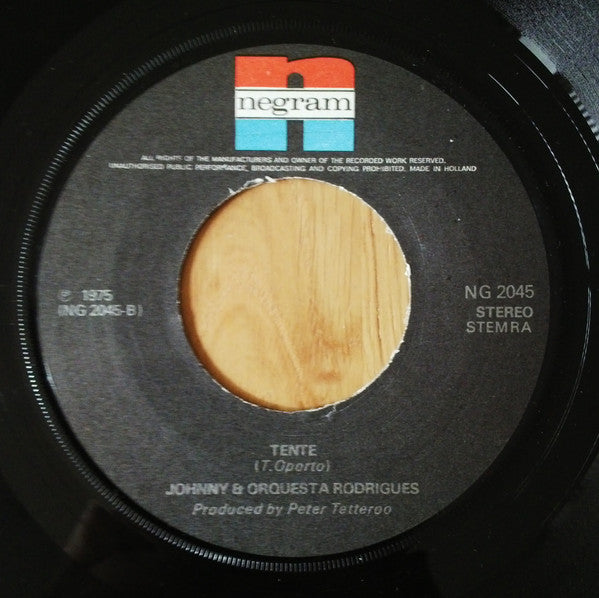 negram
ALL RIGHTS OF THE MANUFACTURERS AND OWNER OF THE RECORDED WORK RESERVED.
UNAUTHORISED PUBLIC PERFORMANCE, BROADCASTING AND COPYING PROHIBITED. MADE IN HOLLAND
℗ 1975
(NG 2045-B)
NG 2045
STEREO
STEMRA
TENTE
(T. Oporto)
JOHNNY & ORQUESTA RODRIGUES
Produced by Peter Tetteroo